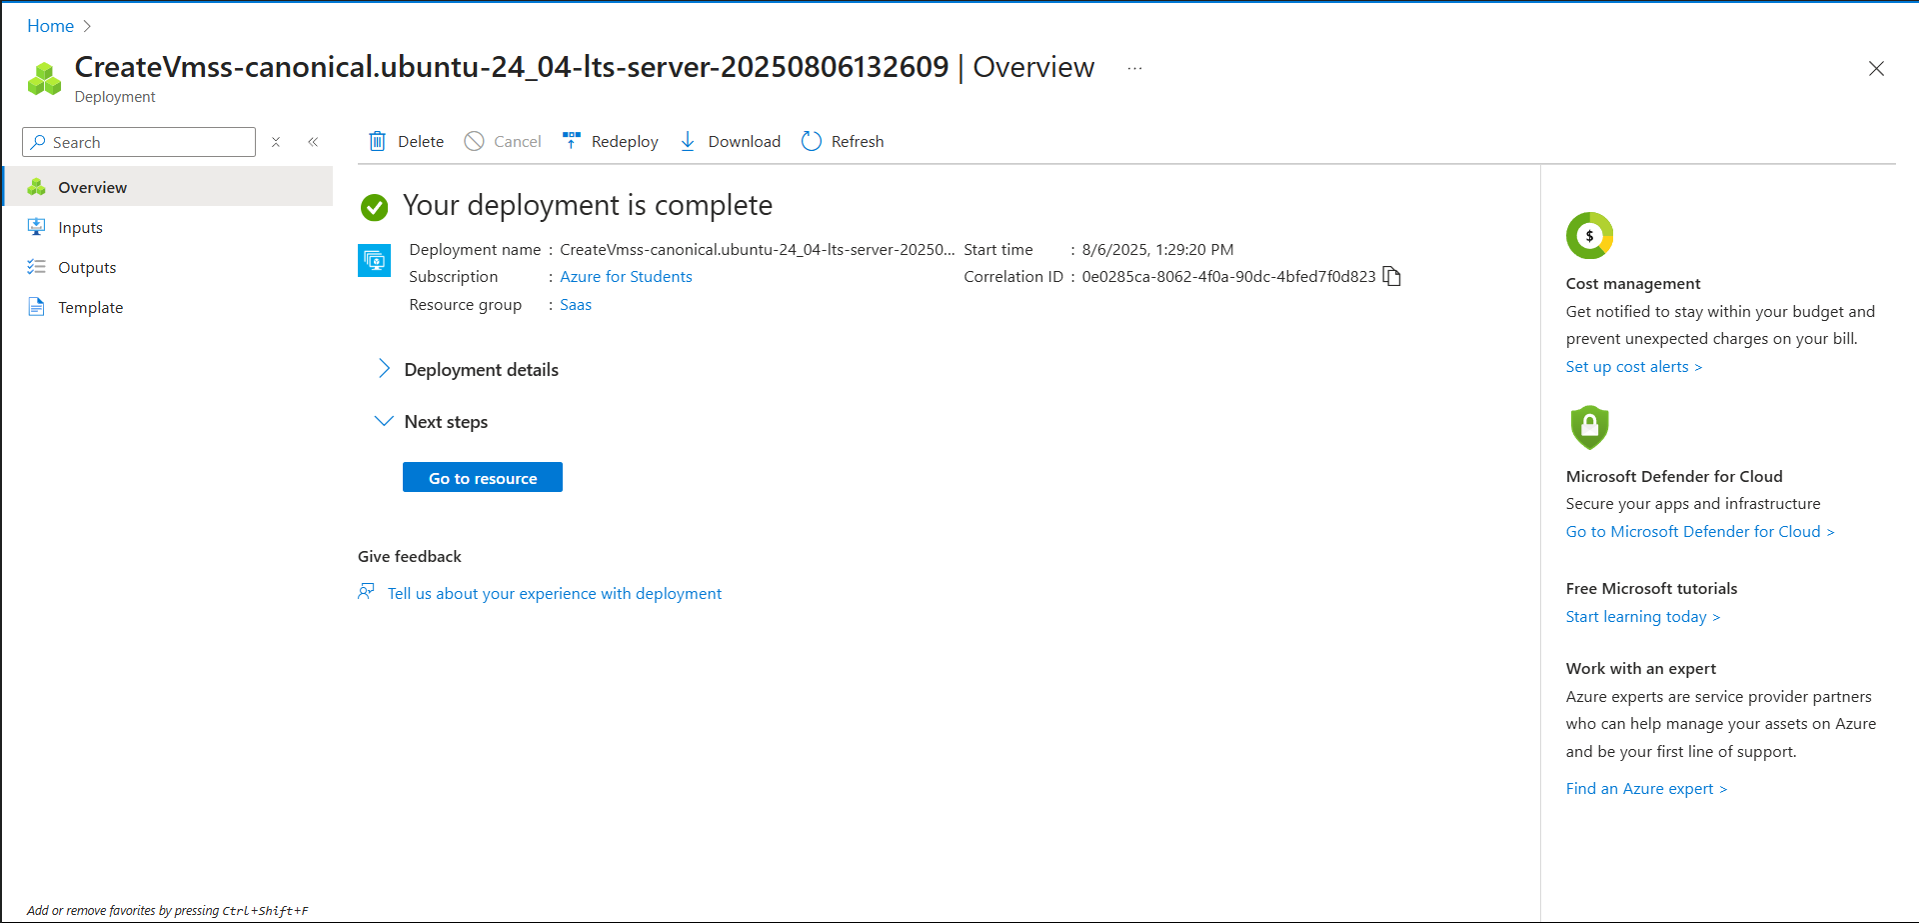 Home
CreateVmss-canonical.ubuntu-24_04-lts-server-20250806132609 | Overview ...
Deployment
Search
Overview
Inputs
Outputs
Template
Delete Cancel Redeploy Download Refresh
Your deployment is complete
Deployment name : CreateVmss-canonical.ubuntu-24_04-lts-server-20250... Start time : 8/6/2025, 1:29:20 PM
Subscription : Azure for Students Correlation ID : 0e0285ca-8062-4f0a-90dc-4bfed7f0d823
Resource group : Saas
Deployment details
Next steps
Go to resource
Give feedback
Tell us about your experience with deployment
$
Cost management
Get notified to stay within your budget and
prevent unexpected charges on your bill.
Set up cost alerts >
Microsoft Defender for Cloud
Secure your apps and infrastructure
Go to Microsoft Defender for Cloud >
Free Microsoft tutorials
Start learning today >
Work with an expert
Azure experts are service provider partners
who can help manage your assets on Azure
and be your first line of support.
Find an Azure expert >
Add or remove favorites by pressing Ctrl+Shift+F